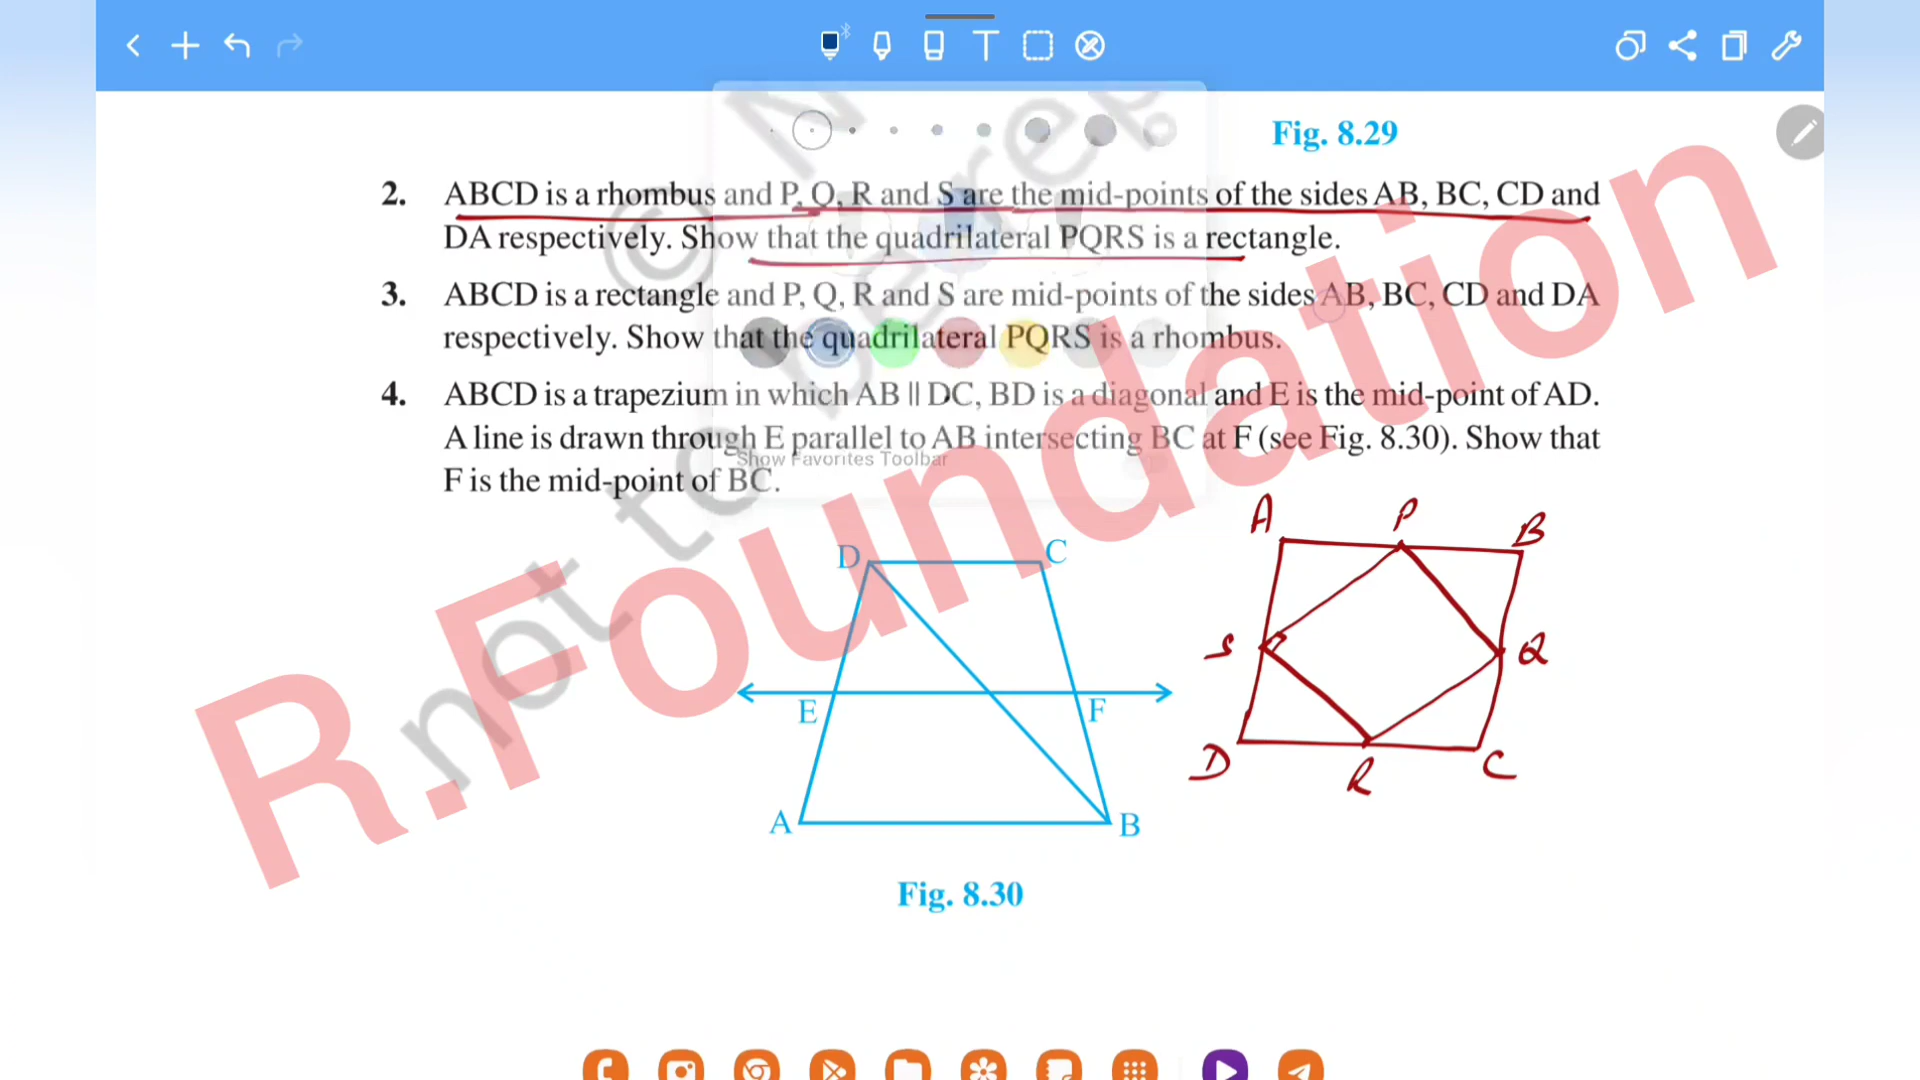 Fig. 8.29
2. ABCD is a rhombus and P, Q, R and S are the mid-points of the sides AB, BC, CD and
DA respectively. Show that the quadrilateral PQRS is a rectangle.
3. ABCD is a rectangle and P, Q, R and S are mid-points of the sides AB, BC, CD and DA
respectively. Show that the quadrilateral PQRS is a rhombus.
4. ABCD is a trapezium in which AB || DC, BD is a diagonal and E is the mid-point of AD.
A line is drawn through E parallel to AB intersecting BC at F (see Fig. 8.30). Show that
Show Favorites Toolbar
F is the mid-point of BC.
A P B
D C
S Q
E F
D R C
A B
Fig. 8.30
R.Foundation
© N
not to be re